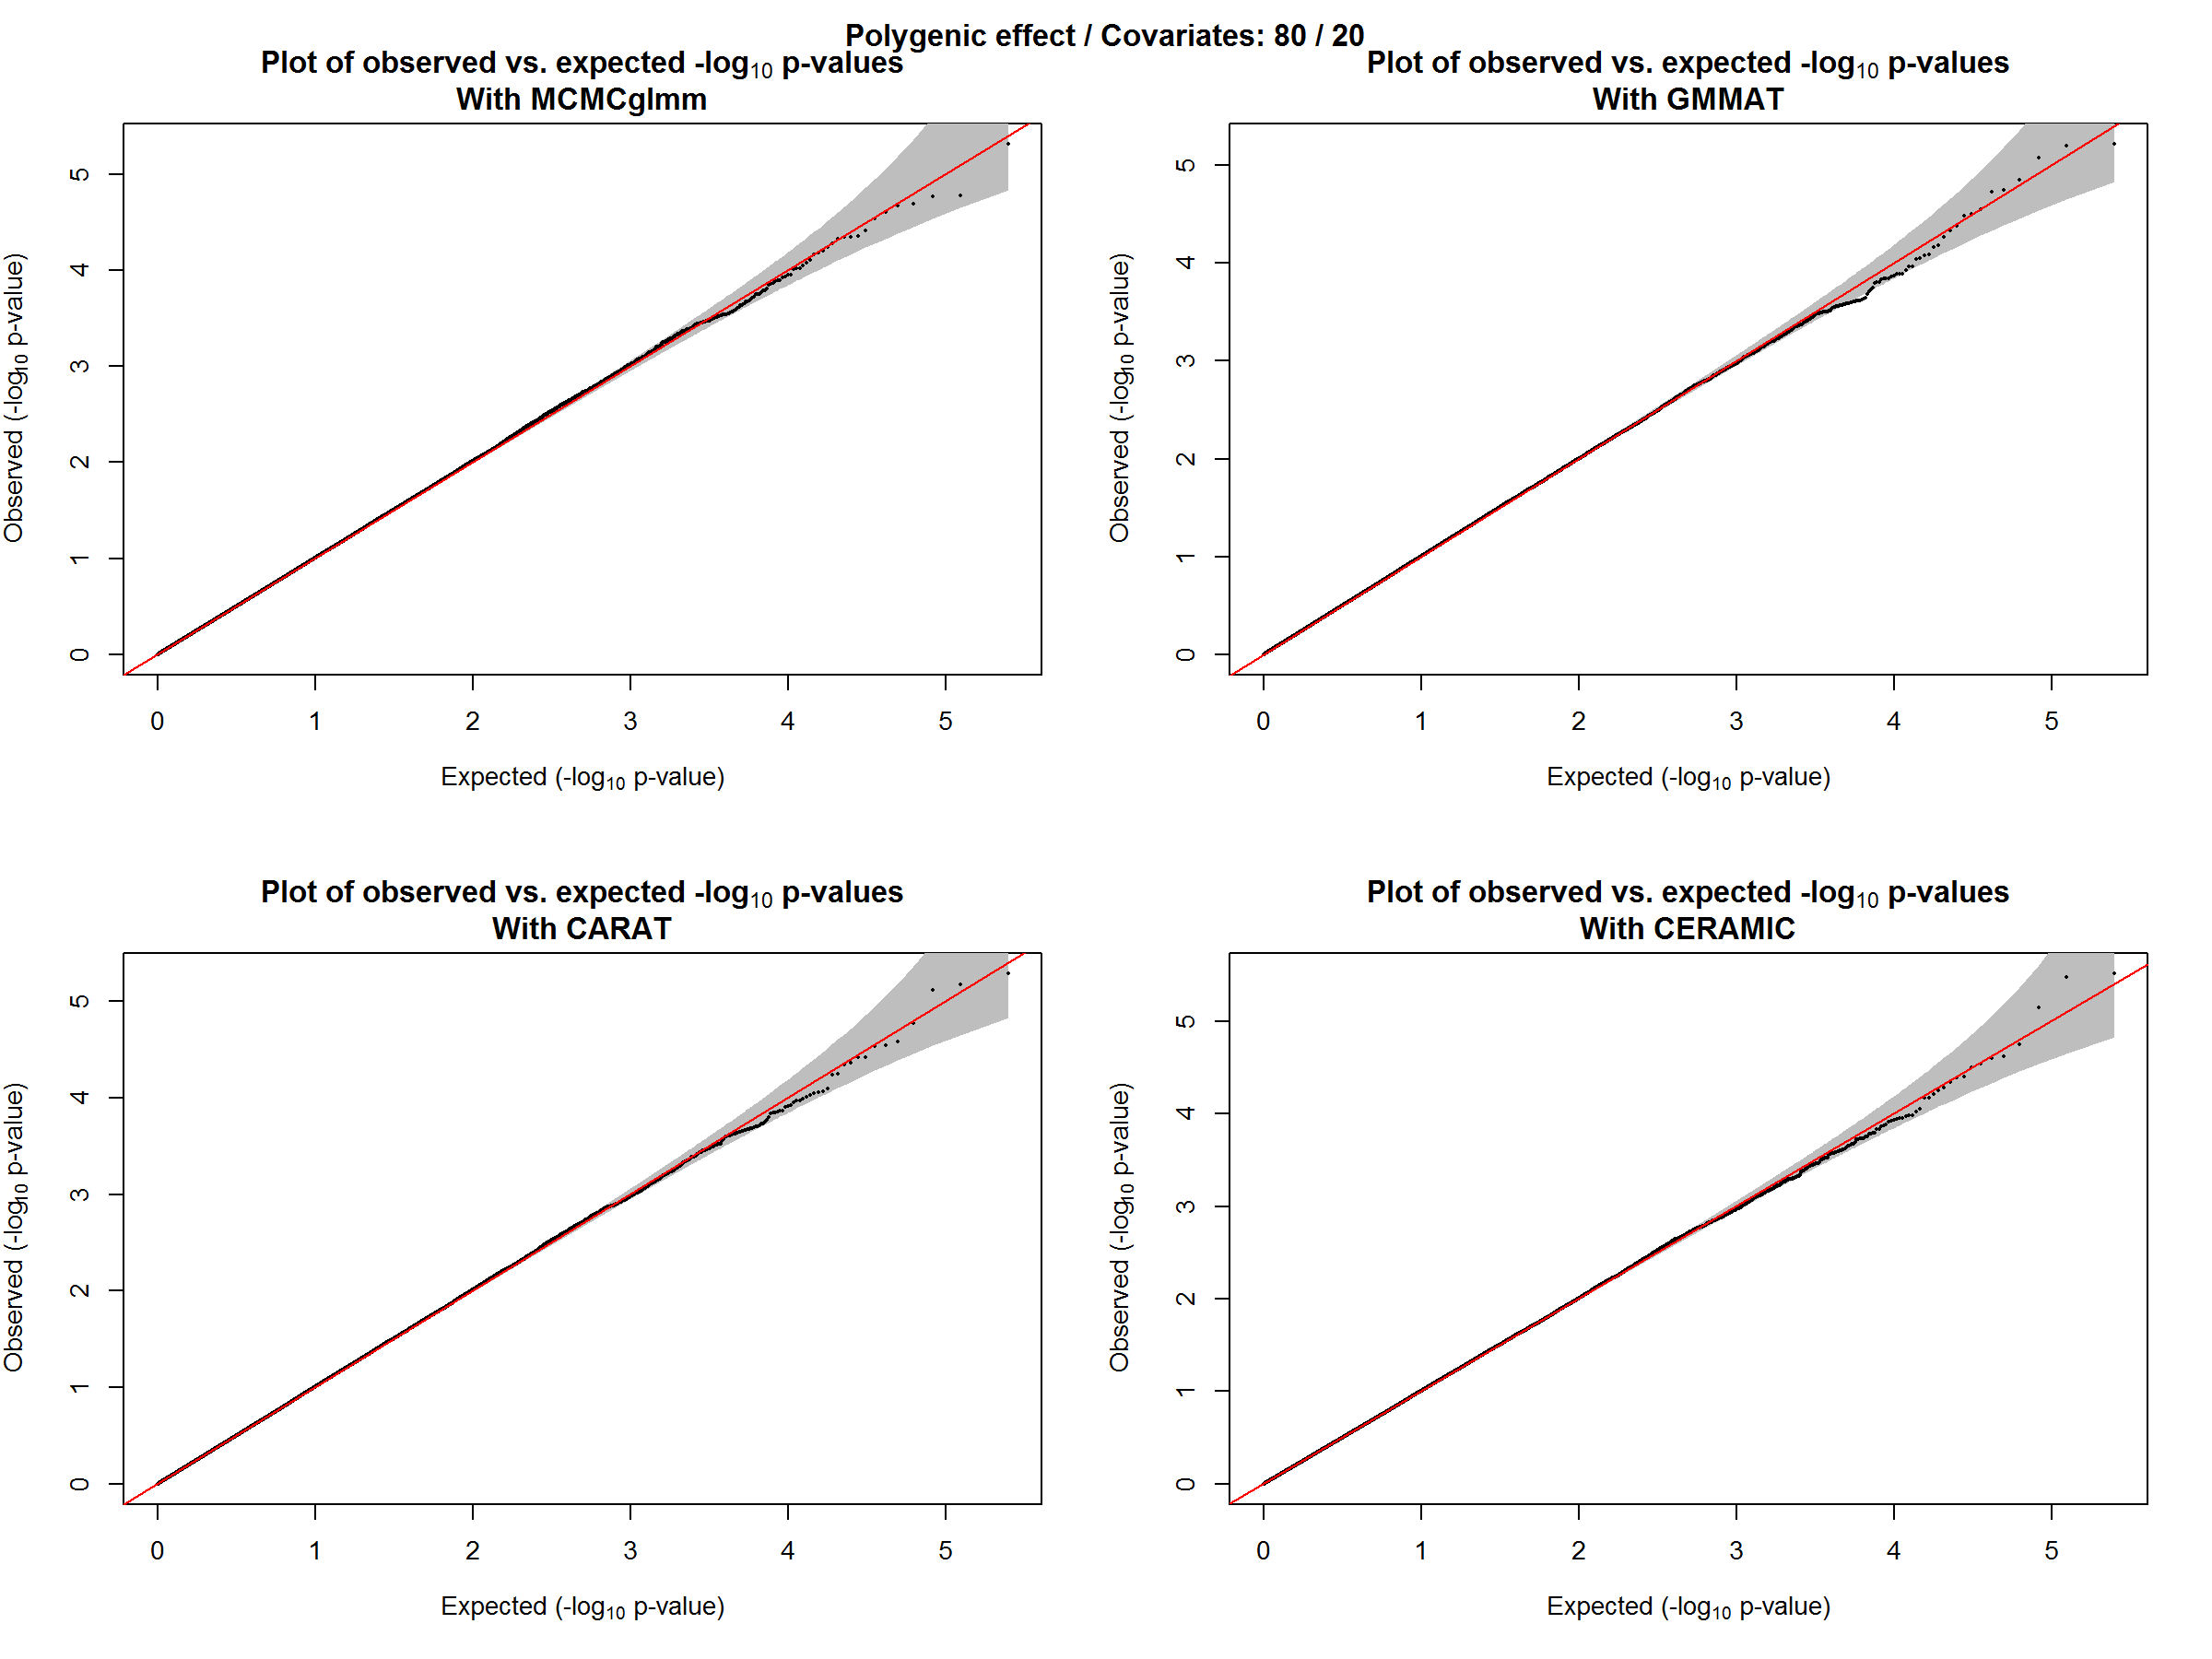 Polygenic effect / Covariates: 80 / 20
Plot of observed vs. expected -log10 p-values
With MCMCglmm
Observed (-log10 p-value)
5
4
3
2
1
0
0 1 2 3 4 5
Expected (-log10 p-value)
Plot of observed vs. expected -log10 p-values
With GMMAT
Observed (-log10 p-value)
5
4
3
2
1
0
0 1 2 3 4 5
Expected (-log10 p-value)
Plot of observed vs. expected -log10 p-values
With CARAT
Observed (-log10 p-value)
5
4
3
2
1
0
0 1 2 3 4 5
Expected (-log10 p-value)
Plot of observed vs. expected -log10 p-values
With CERAMIC
Observed (-log10 p-value)
5
4
3
2
1
0
0 1 2 3 4 5
Expected (-log10 p-value)